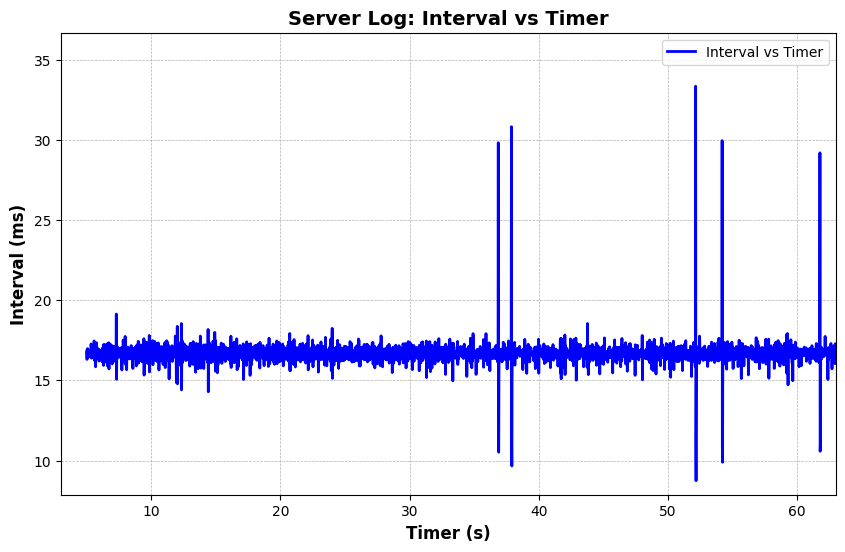 Server Log: Interval vs Timer
Interval vs Timer
35
30
25
20
15
10
Interval (ms)
10 20 30 40 50 60
Timer (s)